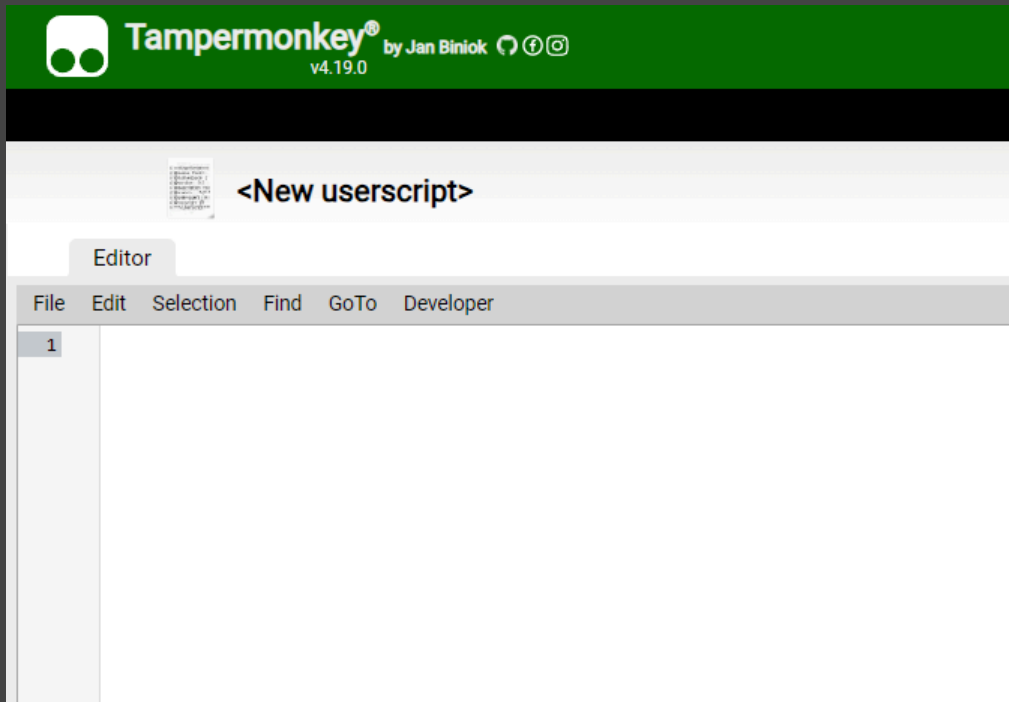 Tampermonkey® by Jan Biniok
v4.19.0
<New userscript>
Editor
File Edit Selection Find GoTo Developer
1